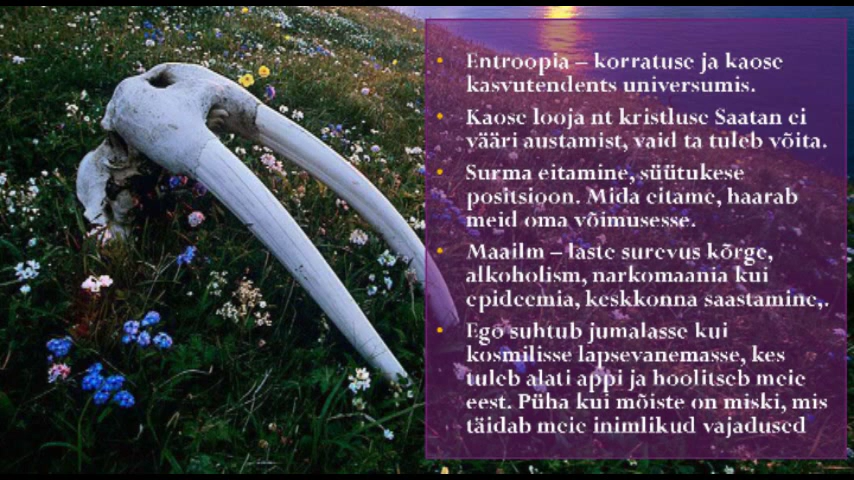 Entroopia – korratuse ja kaose
kasvutendents universumis.
Kaose looja nt kristluse Saatan ei
vääri austamist, vaid ta tuleb võita.
Surma eitamine, süütukese
positsioon. Mida eitame, haarab
meid oma võimusesse.
Maailm – laste surevus kõrge,
alkoholism, narkomaania kui
epideemia, keskkonna saastamine,.
Ego suhtub jumalasse kui
kosmilisse lapsevanemasse, kes
tuleb alati appi ja hoolitseb meie
eest. Püha kui mõiste on miski, mis
täidab meie inimlikud vajadused